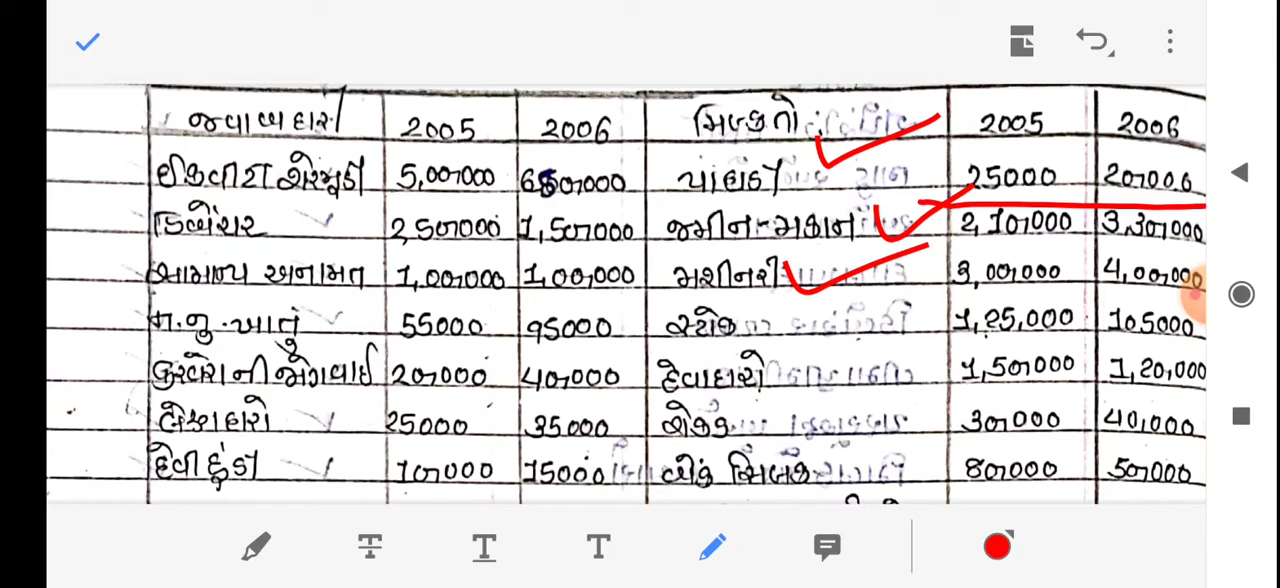 જવાબદારી 2005 2006 મિલકતો 2005 2006
ઈકવીટી શેરમૂડી 5,00,000 6,50,000 પાઘડી 25000 20,000
ડિબેંચર 2,50,000 1,50,000 જમીન-મકાન 2,10,000 3,30,000
સામાન્ય અનામત 1,00,000 1,00,000 મશીનરી 3,00,000 4,00,000
ન.નુ.ખાતું 55000 95000 સ્ટોક 1,25,000 105000
કરવેરાની જોગવાઈ 20,000 40,000 દેવાદારો 1,50,000 1,20,000
લેણદારો 25000 35000 રોકડ 30,000 40,000
દેવીહૂંડી 10,000 15000 બેંક સિલક 80,000 50,000
T T T